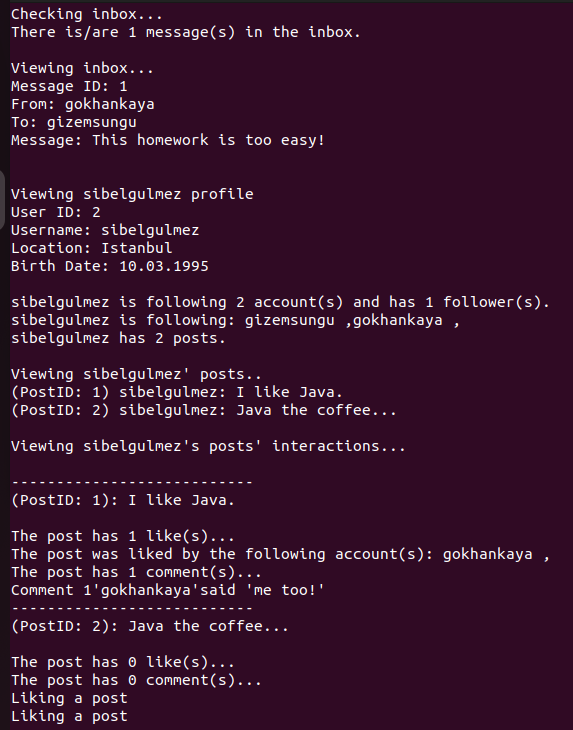 Checking inbox...
There is/are 1 message(s) in the inbox.
Viewing inbox...
Message ID: 1
From: gokhankaya
To: gizemsungu
Message: This homework is too easy!
Viewing sibelgulmez profile
User ID: 2
Username: sibelgulmez
Location: Istanbul
Birth Date: 10.03.1995
sibelgulmez is following 2 account(s) and has 1 follower(s).
sibelgulmez is following: gizemsungu ,gokhankaya ,
sibelgulmez has 2 posts.
Viewing sibelgulmez' posts..
(PostID: 1) sibelgulmez: I like Java.
(PostID: 2) sibelgulmez: Java the coffee...
Viewing sibelgulmez's posts' interactions...
---------------------------
(PostID: 1): I like Java.
The post has 1 like(s)...
The post was liked by the following account(s): gokhankaya ,
The post has 1 comment(s)...
Comment 1'gokhankaya'said 'me too!'
---------------------------
(PostID: 2): Java the coffee...
The post has 0 like(s)...
The post has 0 comment(s)...
Liking a post
Liking a post